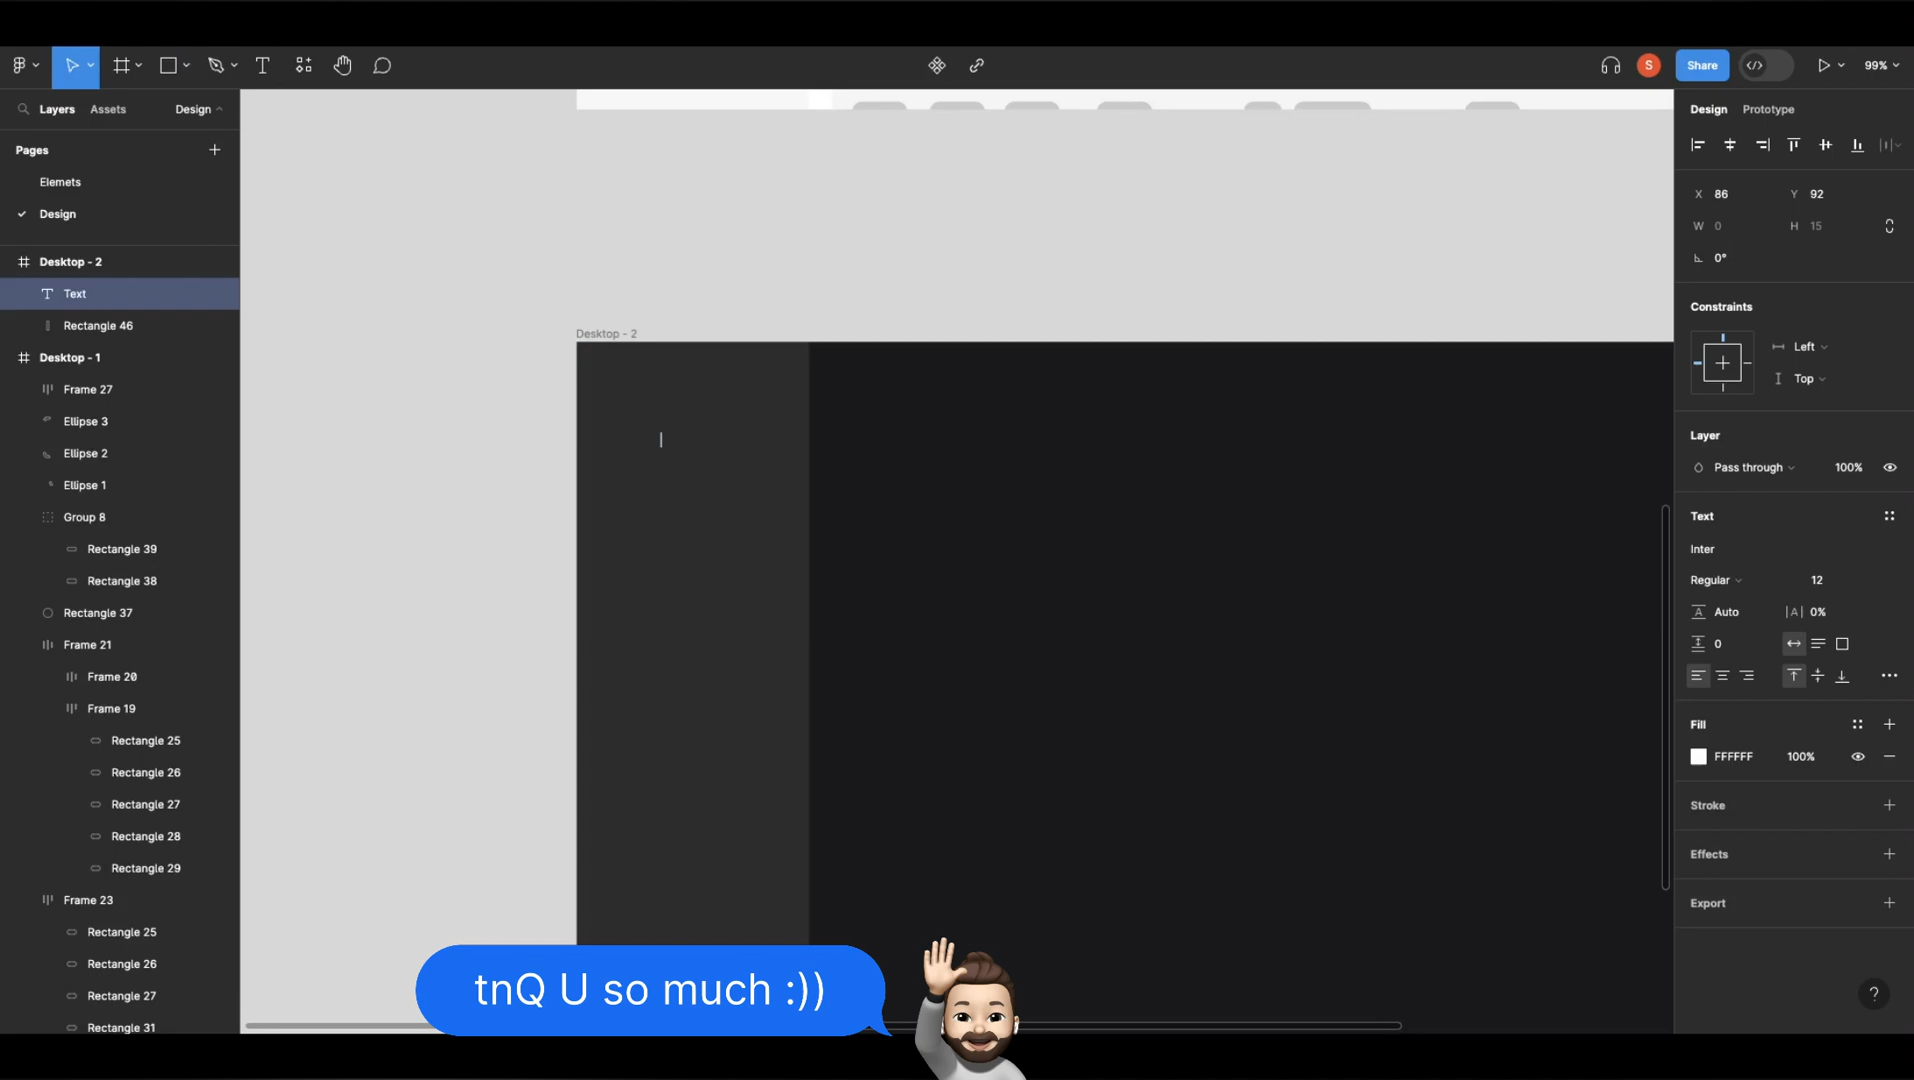 S
Share
99%
Layers
Assets
Design
Design
Prototype
Pages
Elemets
Design
X 86
Y 92
W 0
H 15
0°
Desktop - 2
Text
Rectangle 46
Desktop - 1
Frame 27
Ellipse 3
Ellipse 2
Ellipse 1
Group 8
Rectangle 39
Rectangle 38
Rectangle 37
Frame 21
Frame 20
Frame 19
Rectangle 25
Rectangle 26
Rectangle 27
Rectangle 28
Rectangle 29
Frame 23
Rectangle 25
Rectangle 26
Rectangle 27
Rectangle 31
Desktop - 2
Constraints
Left
Top
Layer
Pass through
100%
Text
Inter
Regular
12
A Auto
|A| 0%
0
Fill
FFFFFF
100%
Stroke
Effects
Export
?
tnQ U so much :))